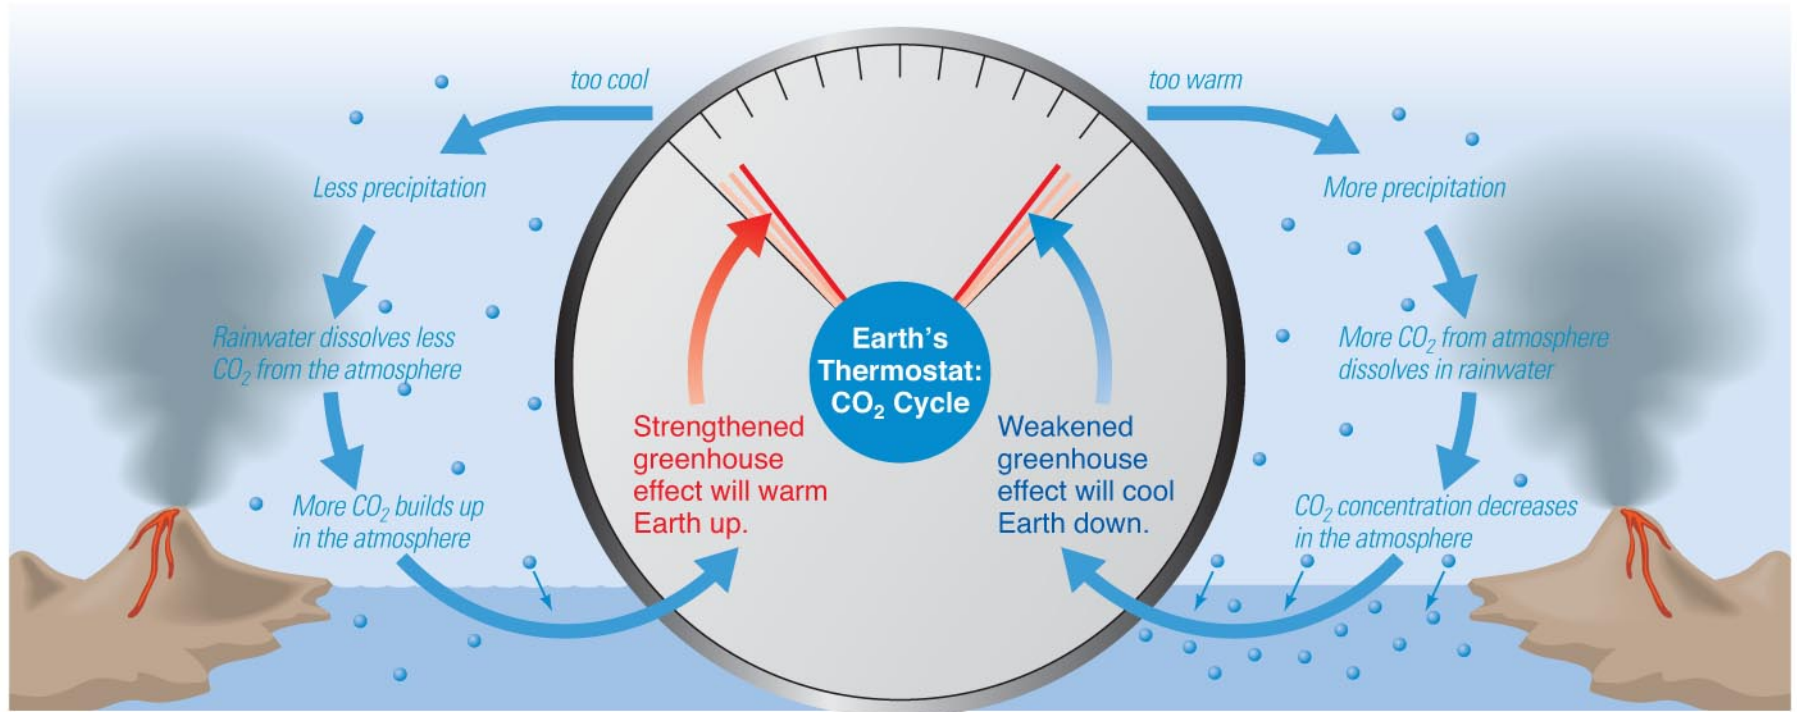 too cool
Less precipitation
Rainwater dissolves less
CO₂ from the atmosphere
More CO₂ builds up
in the atmosphere
Strengthened
greenhouse
effect will warm
Earth up.
Earth's
Thermostat:
CO₂ Cycle
too warm
More precipitation
More CO₂ from atmosphere
dissolves in rainwater
CO₂ concentration decreases
in the atmosphere
Weakened
greenhouse
effect will cool
Earth down.